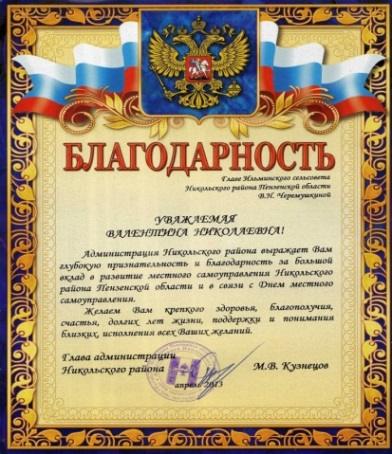 БЛАГОДАРНОСТЬ
Главе Ильминского сельсовета
Никольского района Пензенской области
В.Н. Черемушкиной
УВАЖАЕМАЯ
ВАЛЕНТИНА НИКОЛАЕВНА!
Администрация Никольского района выражает Вам
глубокую признательность и благодарность за большой
вклад в развитие местного самоуправления Никольского
района Пензенской области и в связи с Днем местного
самоуправления.
Желаем Вам крепкого здоровья, благополучия,
счастья, долгих лет жизни, поддержки и понимания
близких, исполнения всех Ваших желаний.
Глава администрации
Никольского района М.В. Кузнецов
апрель 2013